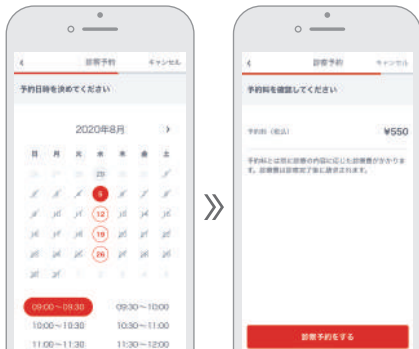 診察予約 キャンセル
予約日時を決めてください
2020年8月
日 月 火 水 木 金 土
5
12
19
26
09:00～09:30 09:30～10:00
10:00～10:30 10:30～11:00
11:00～11:30 11:30～12:00
診察予約 キャンセル
予約料を確認してください
予約料（税込） ¥550
予約料とは別に診察の内容に応じた診療費がかかりま
す。診療費は診察完了後に請求されます。
診察予約をする